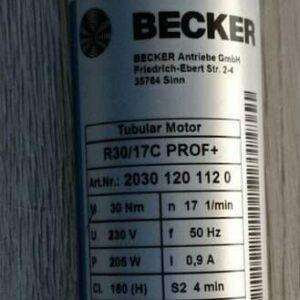 BECKER
BECKER Antriebe GmbH
Friedrich-Ebert Str. 2-4
35764 Sinn
Tubular Motor
R30/17C PROF+
Art.Nr.: 2030 120 112 0
M 30 Nm n 17 1/min
U 230 V f 50 Hz
P 205 W I 0,9 A
Cl. 180 (H) S2 4 min